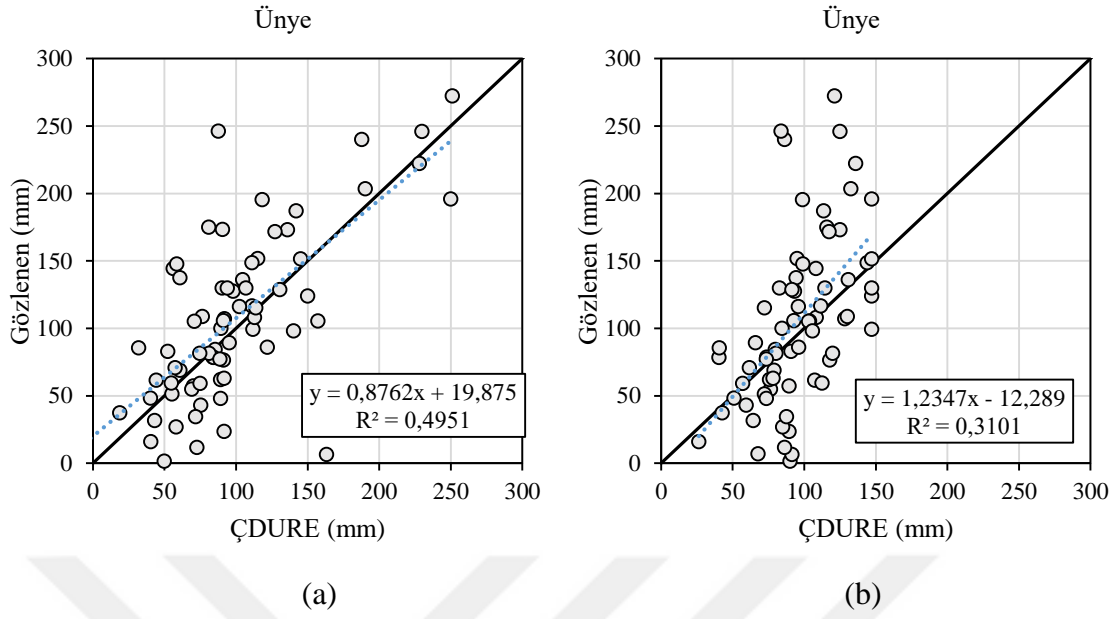 Ünye
300
250
200
150
100
50
0
Gözlenen (mm)
y = 0,8762x + 19,875
R² = 0,4951
0 50 100 150 200 250 300
ÇDURE (mm)
(a)
Ünye
300
250
200
150
100
50
0
Gözlenen (mm)
y = 1,2347x - 12,289
R² = 0,3101
0 50 100 150 200 250 300
ÇDURE (mm)
(b)